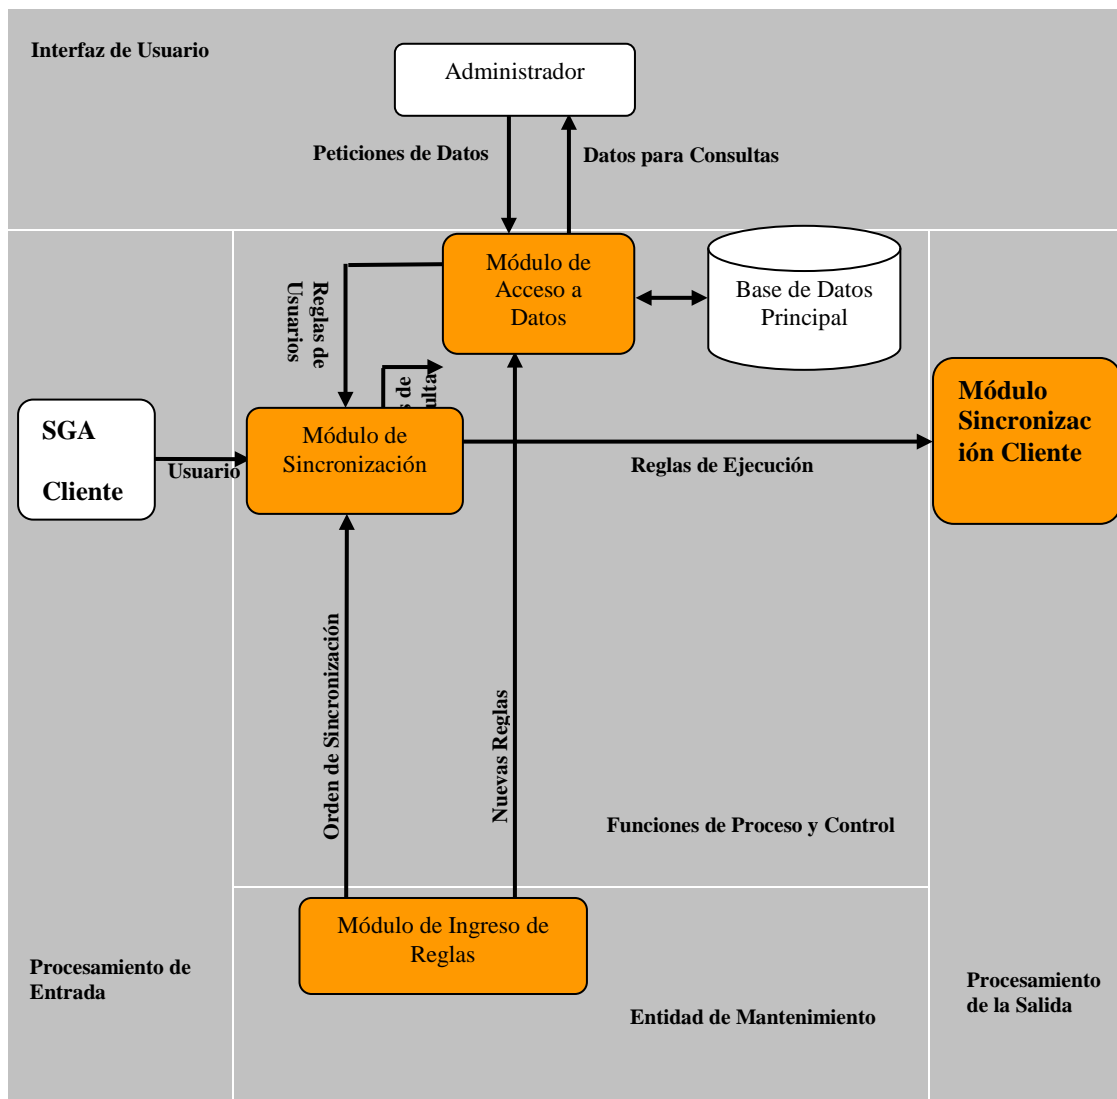 Interfaz de Usuario
Administrador
Peticiones de Datos
Datos para Consultas
Módulo de
Acceso a
Datos
Base de Datos
Principal
Reglas de
Usuarios
de
Módulo
Sincronizac
ión Cliente
SGA
Cliente
Usuario
Módulo de
Sincronización
Reglas de Ejecución
Orden de Sincronización
Nuevas Reglas
Funciones de Proceso y Control
Módulo de Ingreso de
Reglas
Procesamiento de
Entrada
Entidad de Mantenimiento
Procesamiento
de la Salida